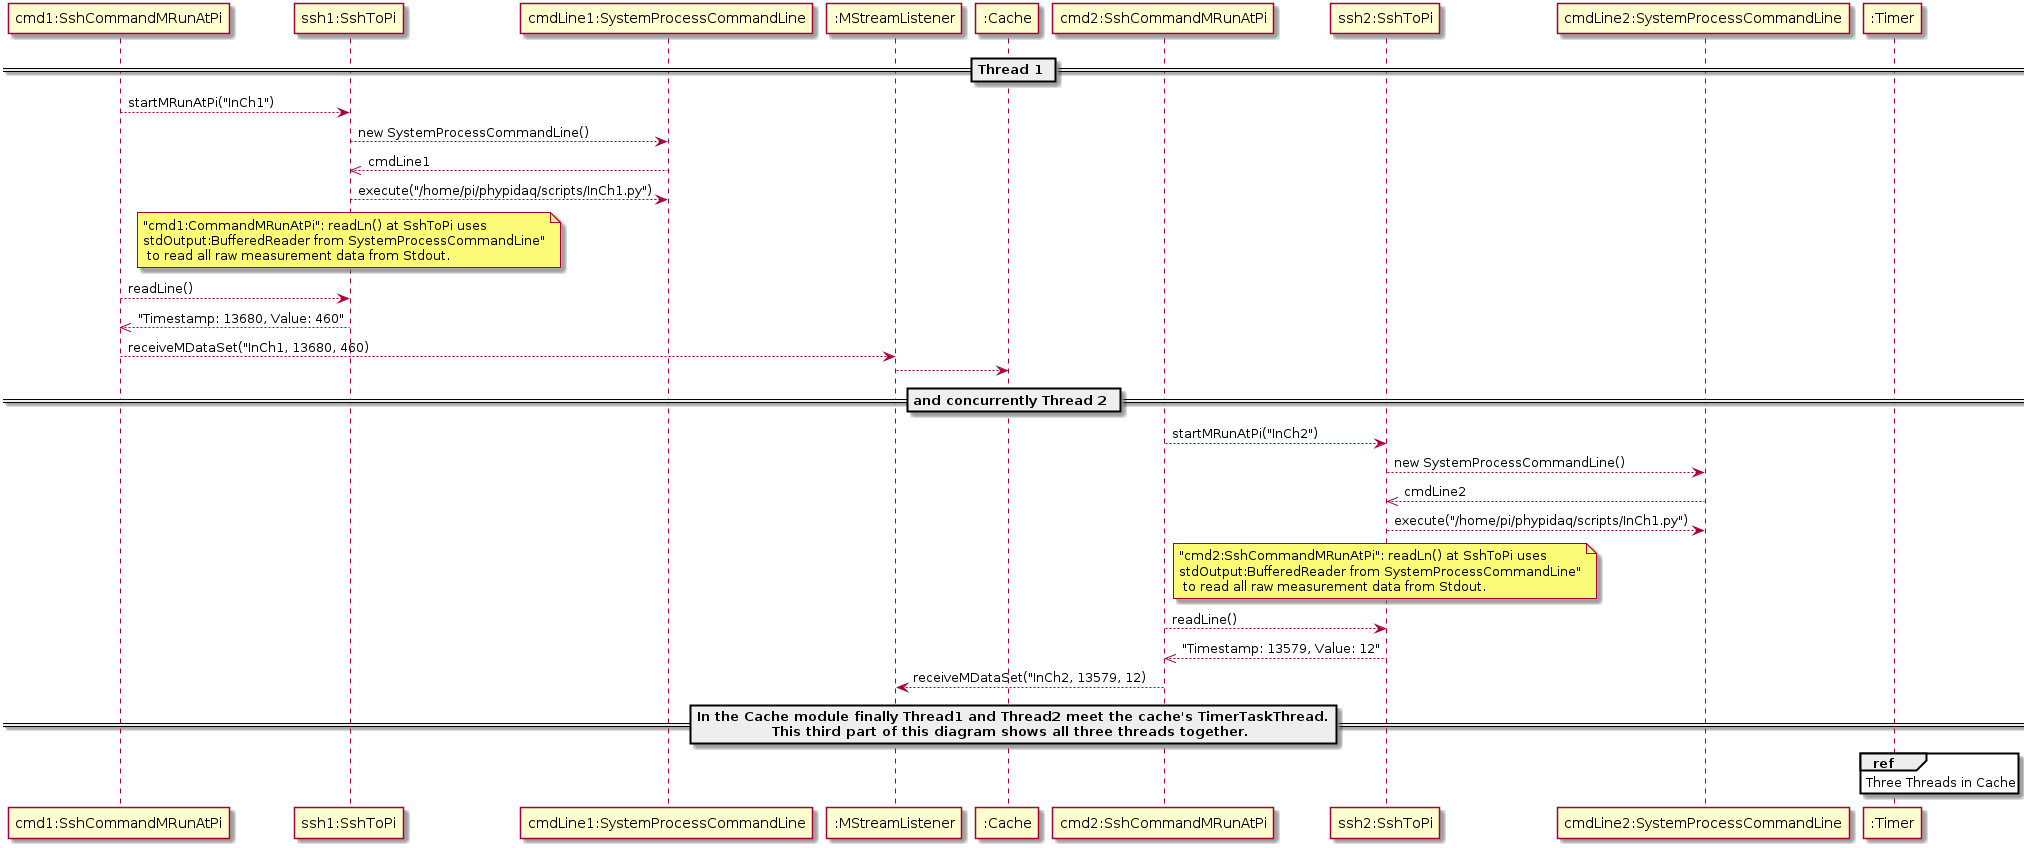 cmd1:SshCommandMRunAtPi
ssh1:SshToPi
cmdLine1:SystemProcessCommandLine
:MStreamListener
:Cache
cmd2:SshCommandMRunAtPi
ssh2:SshToPi
cmdLine2:SystemProcessCommandLine
:Timer
Thread 1
startMRunAtPi("InCh1")
new SystemProcessCommandLine()
cmdLine1
execute("/home/pi/phypidaq/scripts/InCh1.py")
"cmd1:CommandMRunAtPi": readLn() at SshToPi uses
stdOutput:BufferedReader from SystemProcessCommandLine"
to read all raw measurement data from Stdout.
readLine()
"Timestamp: 13680, Value: 460"
receiveMDataSet("InCh1, 13680, 460)
and concurrently Thread 2
startMRunAtPi("InCh2")
new SystemProcessCommandLine()
cmdLine2
execute("/home/pi/phypidaq/scripts/InCh1.py")
"cmd2:SshCommandMRunAtPi": readLn() at SshToPi uses
stdOutput:BufferedReader from SystemProcessCommandLine"
to read all raw measurement data from Stdout.
readLine()
"Timestamp: 13579, Value: 12"
receiveMDataSet("InCh2, 13579, 12)
In the Cache module finally Thread1 and Thread2 meet the cache's TimerTaskThread.
This third part of this diagram shows all three threads together.
ref
Three Threads in Cache
cmd1:SshCommandMRunAtPi
ssh1:SshToPi
cmdLine1:SystemProcessCommandLine
:MStreamListener
:Cache
cmd2:SshCommandMRunAtPi
ssh2:SshToPi
cmdLine2:SystemProcessCommandLine
:Timer